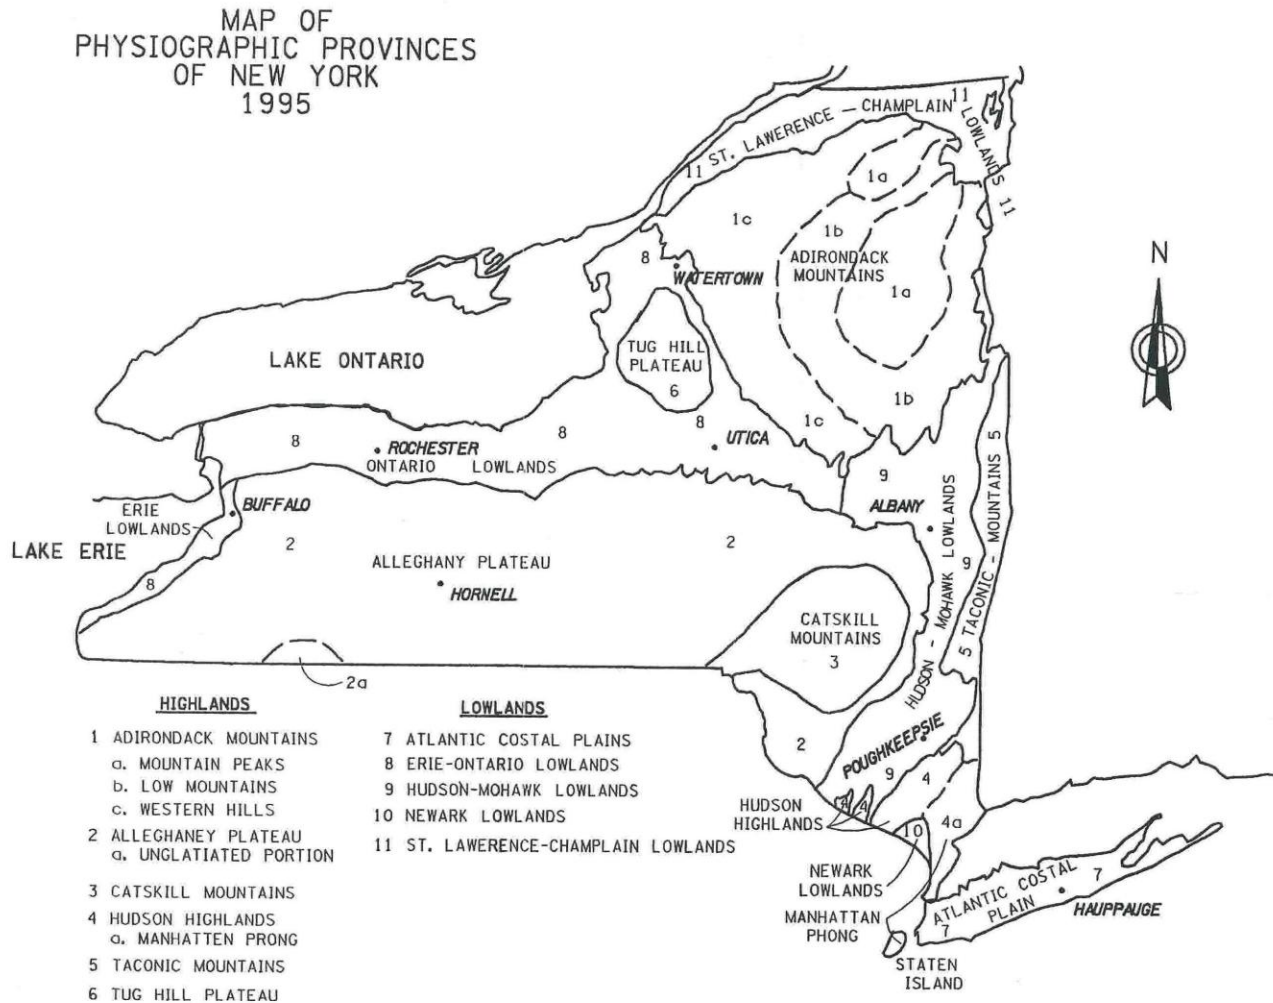 MAP OF
PHYSIOGRAPHIC PROVINCES
OF NEW YORK
1995
11
ST. LAWERENCE - CHAMPLAIN
LOWLANDS 11
11
1a
1c
1b
8
N
WATERTOWN
ADIRONDACK
MOUNTAINS
1a
LAKE ONTARIO
TUG HILL
PLATEAU
6
1b
8
8
8
1c
UTICA
ROCHESTER
ONTARIO LOWLANDS
9
5 TACONIC - MOUNTAINS 5
BUFFALO
ERIE
LOWLANDS
ALBANY
HUDSON - MOHAWK LOWLANDS
LAKE ERIE
2
2
ALLEGHANY PLATEAU
9
8
HORNELL
CATSKILL
MOUNTAINS
3
2a
2
POUGHKEEPSIE
9
4
4
4
HUDSON
HIGHLANDS
10
4a
NEWARK
LOWLANDS
MANHATTAN
PHONG
ATLANTIC COSTAL
PLAIN
7
7
HAUPPAUGE
STATEN
ISLAND
HIGHLANDS
1 ADIRONDACK MOUNTAINS
a. MOUNTAIN PEAKS
b. LOW MOUNTAINS
c. WESTERN HILLS
2 ALLEGHANEY PLATEAU
a. UNGLATIATED PORTION
3 CATSKILL MOUNTAINS
4 HUDSON HIGHLANDS
a. MANHATTEN PRONG
5 TACONIC MOUNTAINS
6 TUG HILL PLATEAU
LOWLANDS
7 ATLANTIC COSTAL PLAINS
8 ERIE-ONTARIO LOWLANDS
9 HUDSON-MOHAWK LOWLANDS
10 NEWARK LOWLANDS
11 ST. LAWERENCE-CHAMPLAIN LOWLANDS